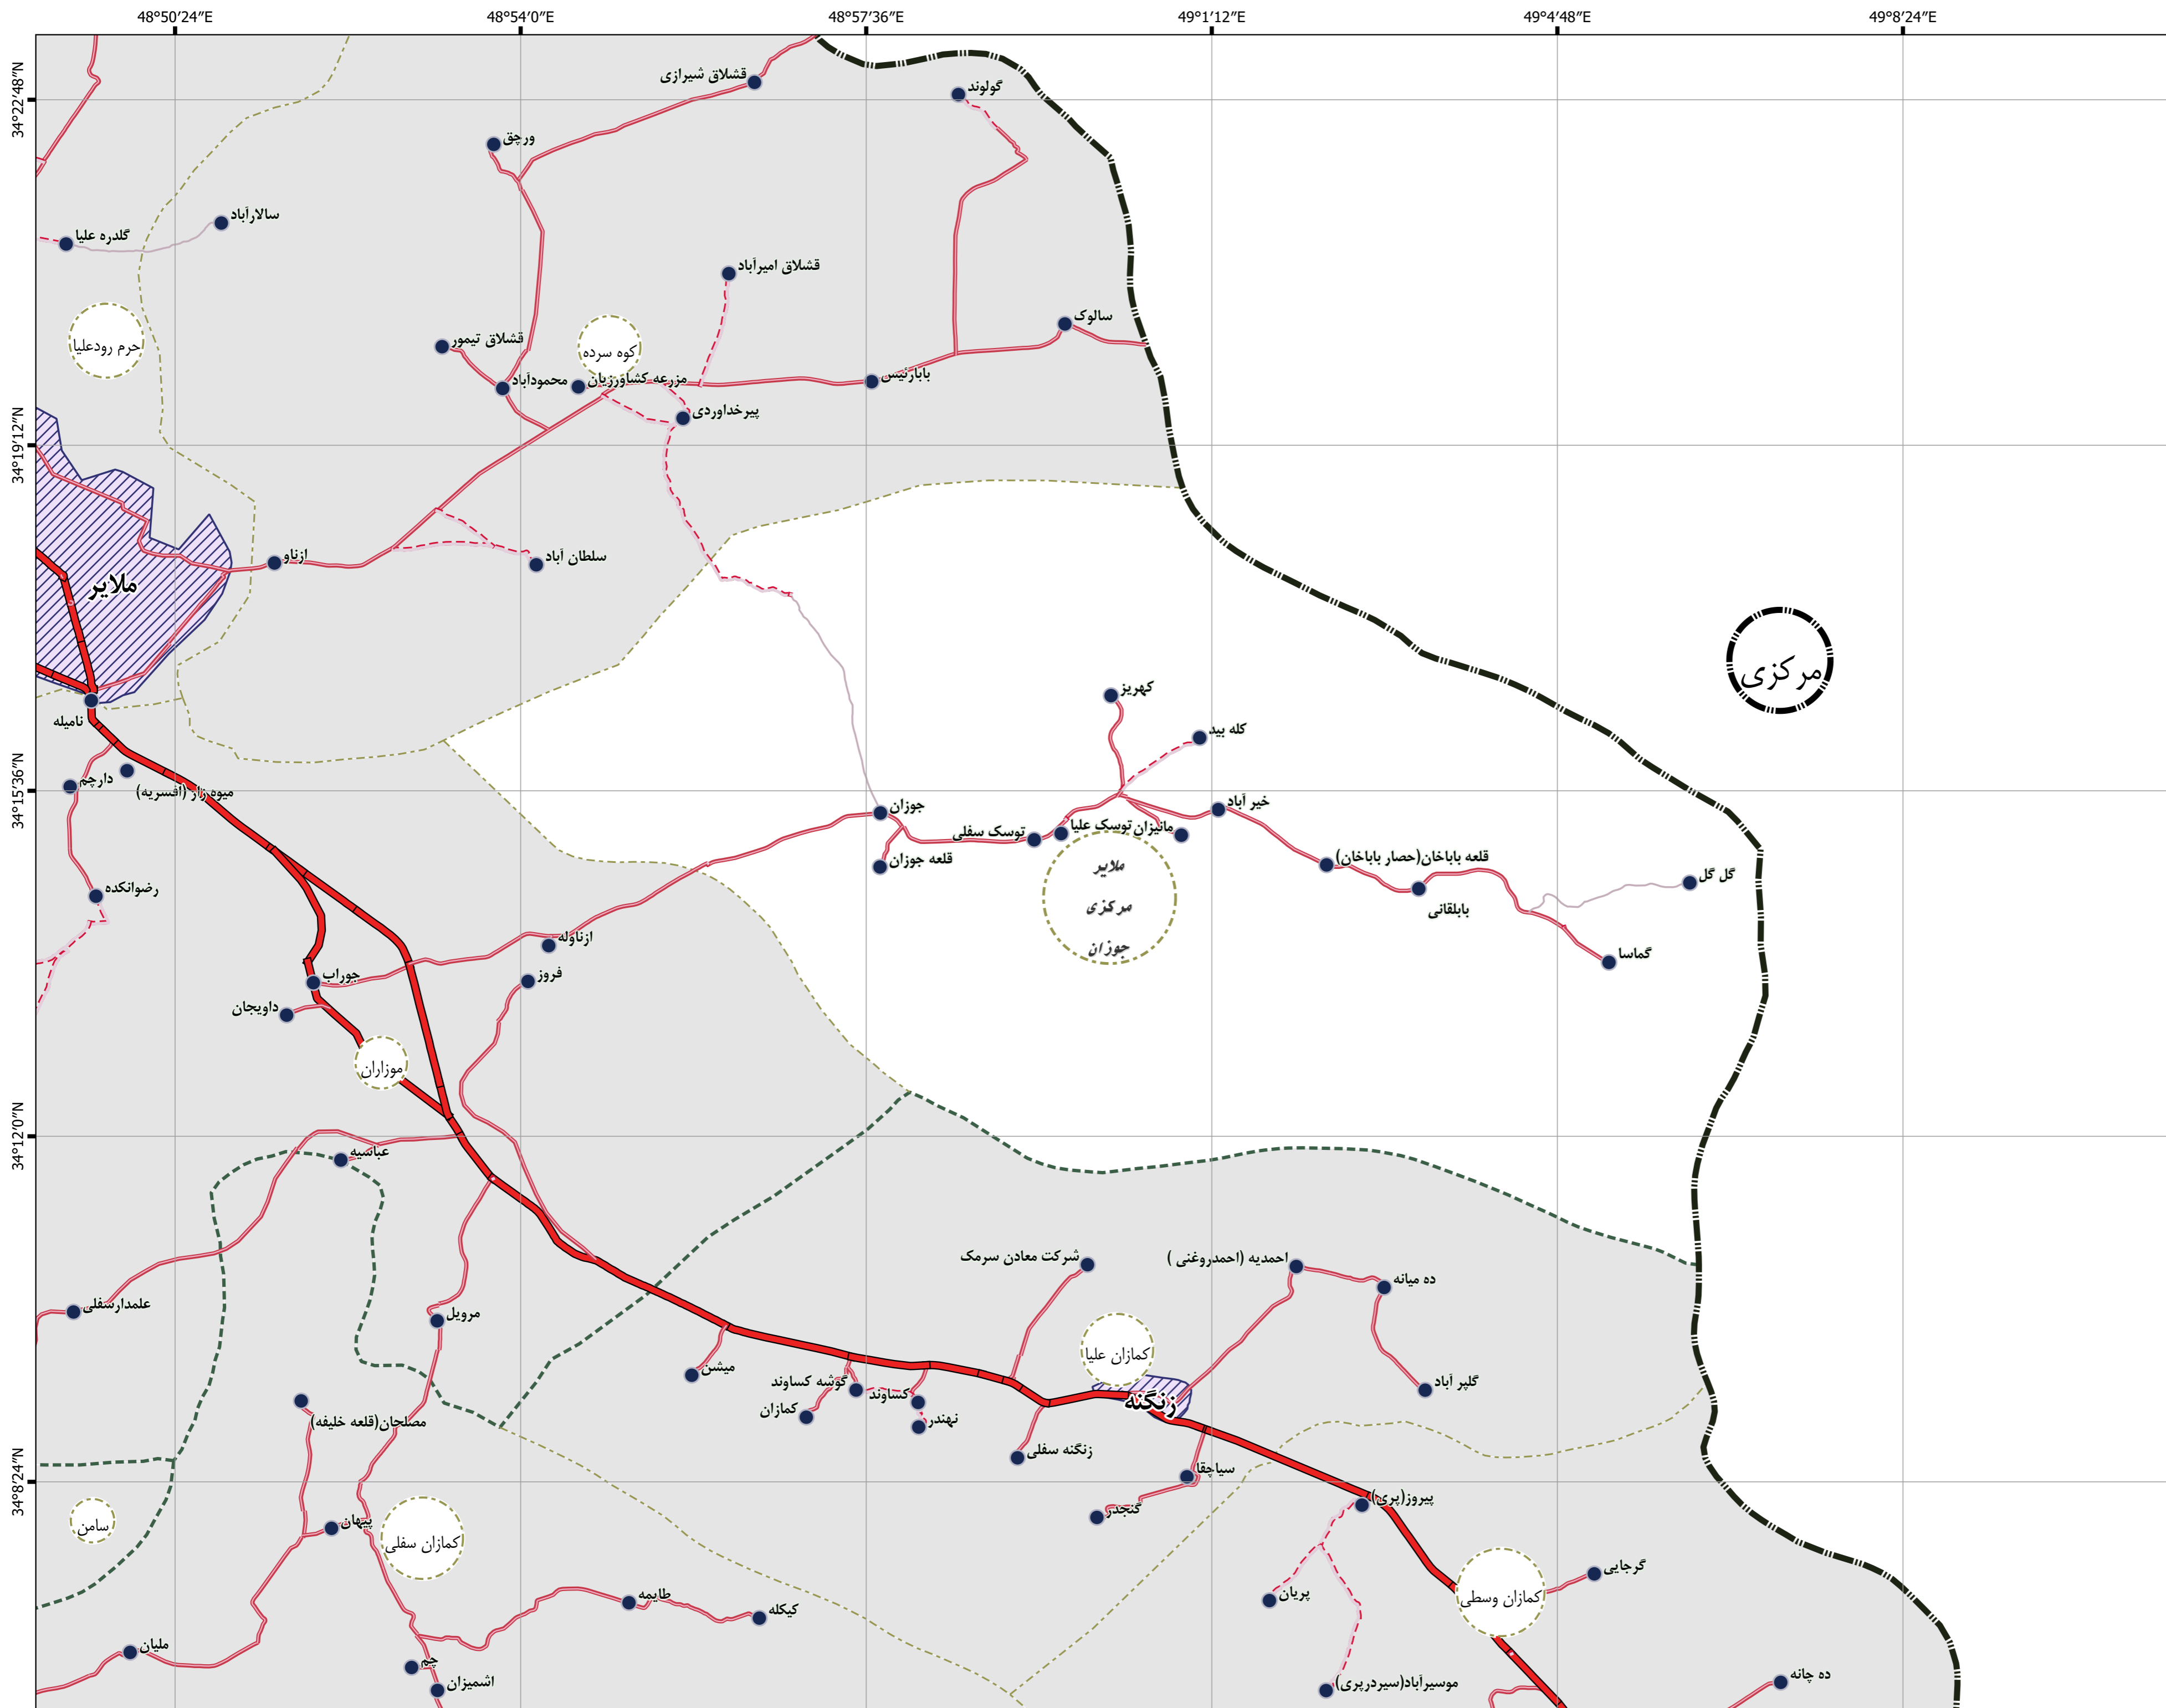 48°50′24″E
48°54′0″E
48°57′36″E
49°1′12″E
49°4′48″E
49°8′24″E
34°22′48″N
34°19′12″N
34°15′36″N
34°12′0″N
34°8′24″N
قشلاق شیرازی
گولوند
ورچق
سالارآباد
گلدره علیا
قشلاق امیرآباد
سالوک
حرم رودعلیا
قشلاق تیمور
کوه سرده
محمودآباد
مزرعه کشاورزیان
بابارئیس
پیرخداوردی
ازناو
سلطان آباد
ملایر
مرکزی
نامیله
کهریز
کله بید
دارچم
میوه زار (افسریه)
جوزان
خیر آباد
توسک سفلی
توسک علیا
مانیزان
قلعه جوزان
قلعه باباخان(حصار باباخان)
گل گل
ملایر
مرکزی
جوزان
بابلقانی
رضوانکده
ازناوله
گماسا
فروز
جوراب
داویجان
موزاران
عباسیه
شرکت معادن سرمک
احمدیه (احمدروغنی )
ده میانه
علمدارسفلی
مرویل
کمازان علیا
میشن
گوشه کساوند
کساوند
گلپر آباد
کمازان
نهندر
زنگنه
مصلحان(قلعه خلیفه)
زنگنه سفلی
سیاچقا
گنجدر
پیروز(پری)
سامن
پیهان
کمازان سفلی
گرجایی
پریان
کمازان وسطی
طایمه
کیکله
ملیان
چم
اشمیزان
موسیرآباد(سیردرپری)
ده چانه